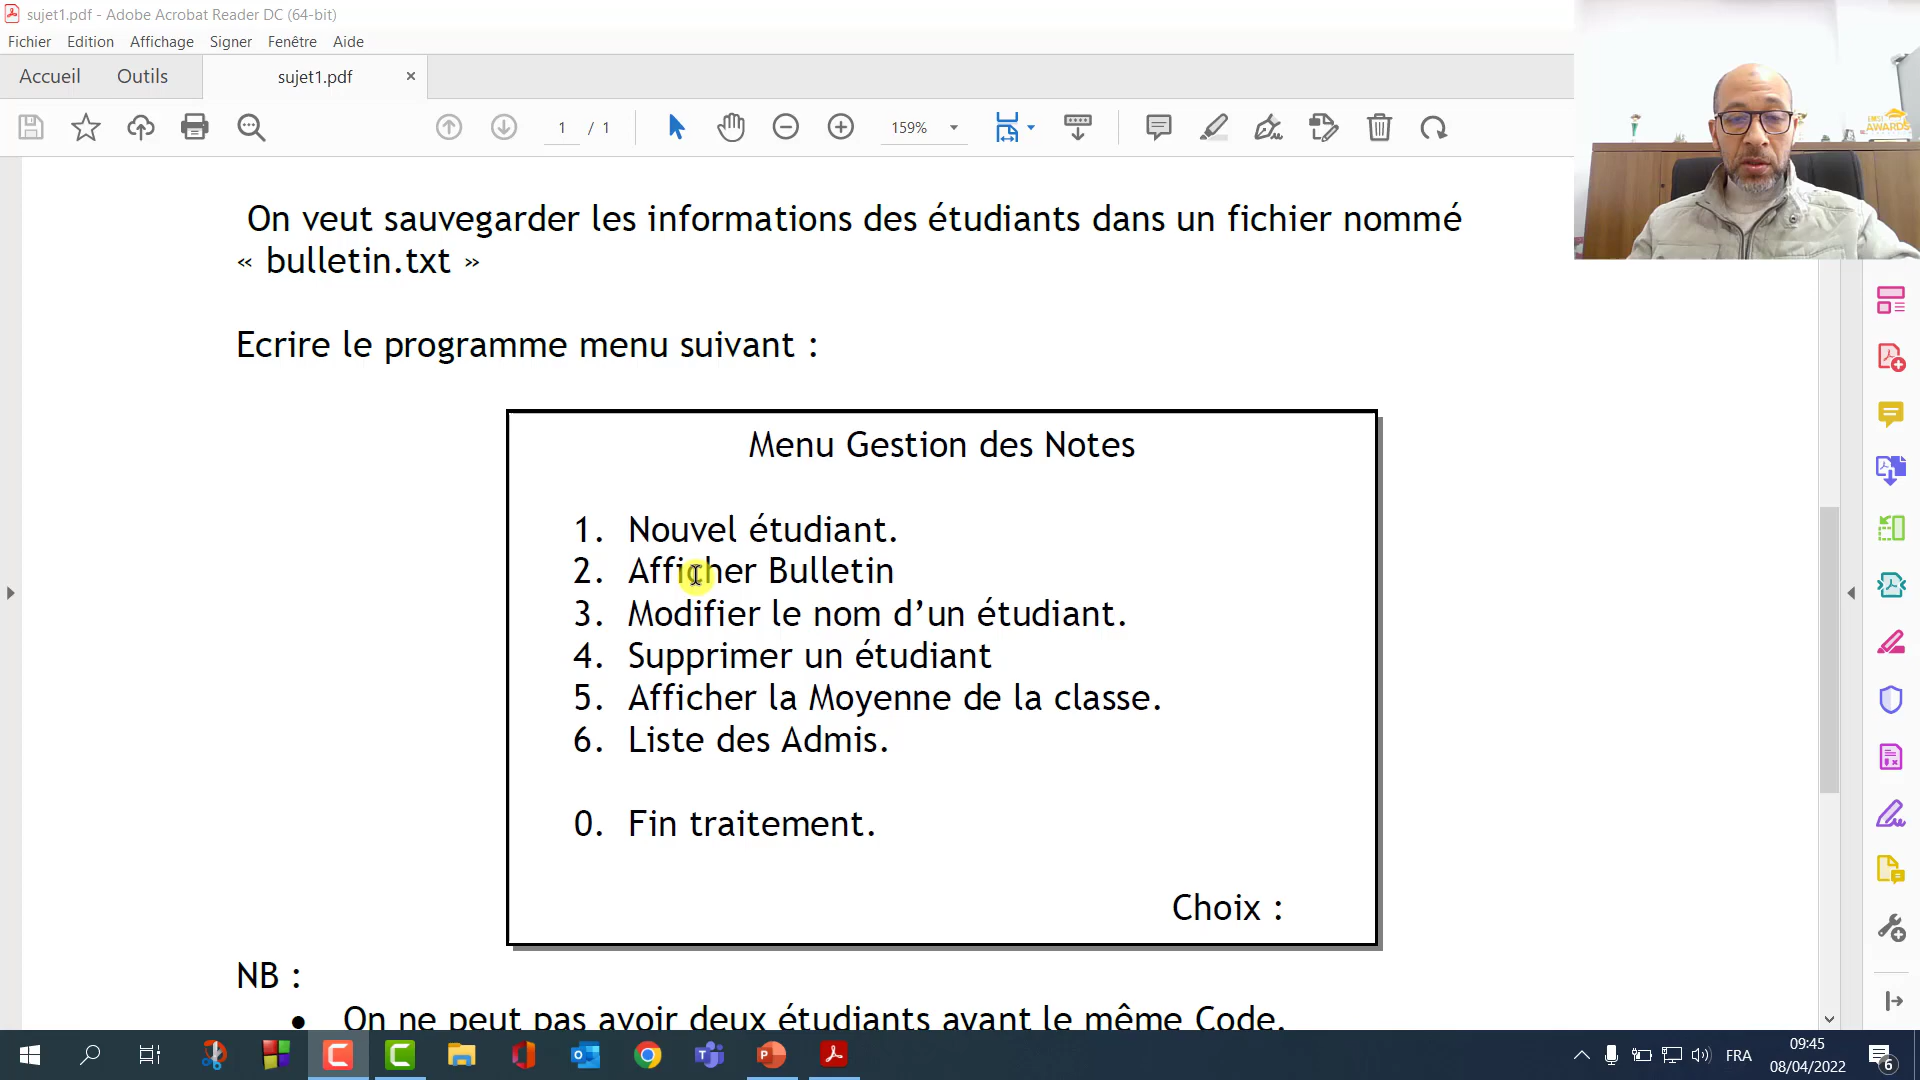 sujet1.pdf - Adobe Acrobat Reader DC (64-bit)
Fichier Edition Affichage Signer Fenêtre Aide
Accueil Outils sujet1.pdf ×
1 / 1 159%
AWARDS
On veut sauvegarder les informations des étudiants dans un fichier nommé
« bulletin.txt »
Ecrire le programme menu suivant :
Menu Gestion des Notes
1. Nouvel étudiant.
2. Afficher Bulletin
3. Modifier le nom d’un étudiant.
4. Supprimer un étudiant
5. Afficher la Moyenne de la classe.
6. Liste des Admis.
0. Fin traitement.
Choix :
NB :
• On ne peut pas avoir deux étudiants ayant le même Code.
FRA
09:45
08/04/2022
6